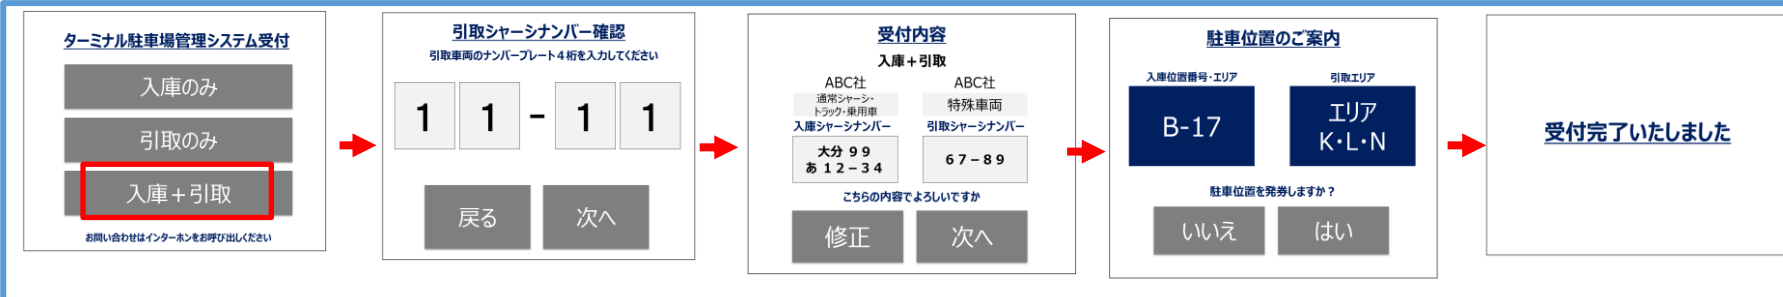 ターミナル駐車場管理システム受付
入庫のみ
引取のみ
入庫+引取
お問い合わせはインターホンをお呼び出しください
引取シャーシナンバー確認
引取車両のナンバープレート4桁を入力してください
1 1 - 1 1
戻る 次へ
受付内容
入庫+引取
ABC社 ABC社
通常シャーシ・
トラック・乗用車
特殊車両
入庫シャーシナンバー 引取シャーシナンバー
大分 99
あ 12-34
67-89
こちらの内容でよろしいですか
修正 次へ
駐車位置のご案内
入庫位置番号・エリア 引取エリア
B-17
エリア
K・L・N
駐車位置を発券しますか?
いいえ はい
受付完了いたしました